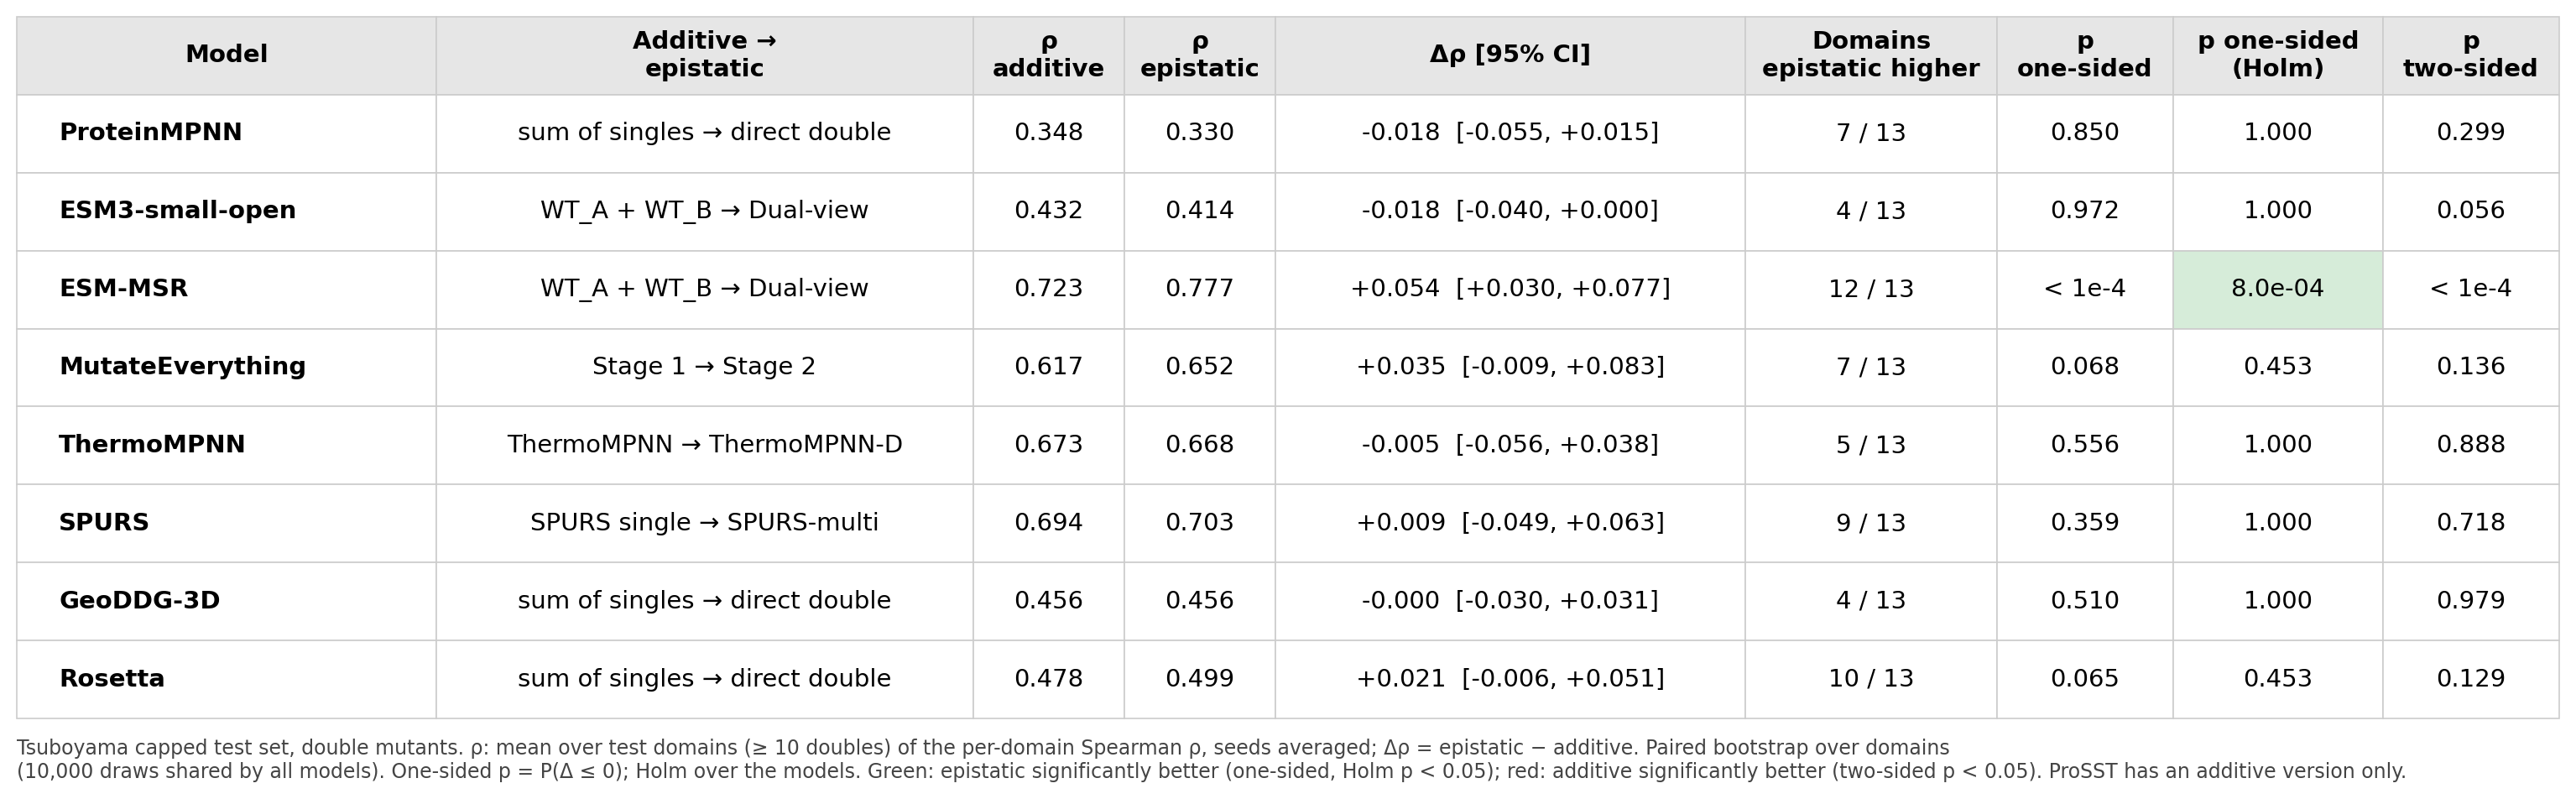 Model | Additive → epistatic | ρ additive | ρ epistatic | Δρ [95% CI] | Domains epistatic higher | p one-sided | p one-sided (Holm) | p two-sided
ProteinMPNN | sum of singles → direct double | 0.348 | 0.330 | -0.018 [-0.055, +0.015] | 7 / 13 | 0.850 | 1.000 | 0.299
ESM3-small-open | WT_A + WT_B → Dual-view | 0.432 | 0.414 | -0.018 [-0.040, +0.000] | 4 / 13 | 0.972 | 1.000 | 0.056
ESM-MSR | WT_A + WT_B → Dual-view | 0.723 | 0.777 | +0.054 [+0.030, +0.077] | 12 / 13 | < 1e-4 | 8.0e-04 | < 1e-4
MutateEverything | Stage 1 → Stage 2 | 0.617 | 0.652 | +0.035 [-0.009, +0.083] | 7 / 13 | 0.068 | 0.453 | 0.136
ThermoMPNN | ThermoMPNN → ThermoMPNN-D | 0.673 | 0.668 | -0.005 [-0.056, +0.038] | 5 / 13 | 0.556 | 1.000 | 0.888
SPURS | SPURS single → SPURS-multi | 0.694 | 0.703 | +0.009 [-0.049, +0.063] | 9 / 13 | 0.359 | 1.000 | 0.718
GeoDDG-3D | sum of singles → direct double | 0.456 | 0.456 | -0.000 [-0.030, +0.031] | 4 / 13 | 0.510 | 1.000 | 0.979
Rosetta | sum of singles → direct double | 0.478 | 0.499 | +0.021 [-0.006, +0.051] | 10 / 13 | 0.065 | 0.453 | 0.129
Tsuboyama capped test set, double mutants. ρ: mean over test domains (≥ 10 doubles) of the per-domain Spearman ρ, seeds averaged; Δρ = epistatic − additive. Paired bootstrap over domains
(10,000 draws shared by all models). One-sided p = P(Δ ≤ 0); Holm over the models. Green: epistatic significantly better (one-sided, Holm p < 0.05); red: additive significantly better (two-sided p < 0.05). ProSST has an additive version only.